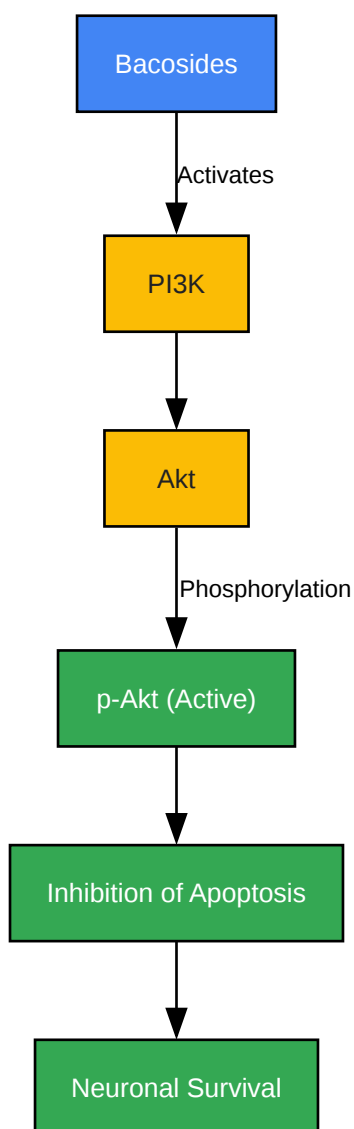 Bacosides
Activates
PI3K
Akt
Phosphorylation
p-Akt (Active)
Inhibition of Apoptosis
Neuronal Survival